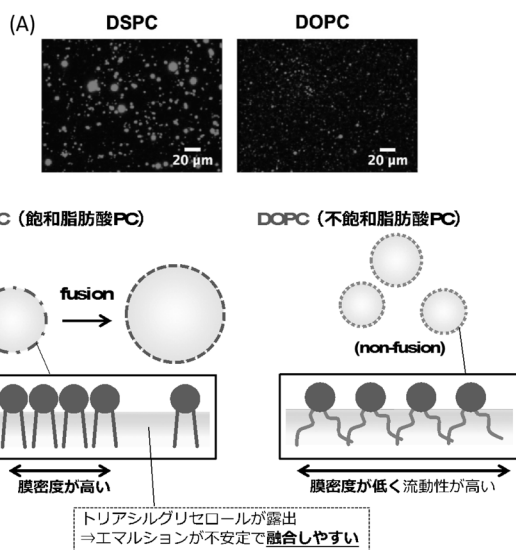 (A)
DSPC
DOPC
20 μm
20 μm
C（飽和脂肪酸PC）
DOPC（不飽和脂肪酸PC）
fusion
(non-fusion)
膜密度が高い
膜密度が低く流動性が高い
トリアシルグリセロールが露出
⇒エマルションが不安定で融合しやすい